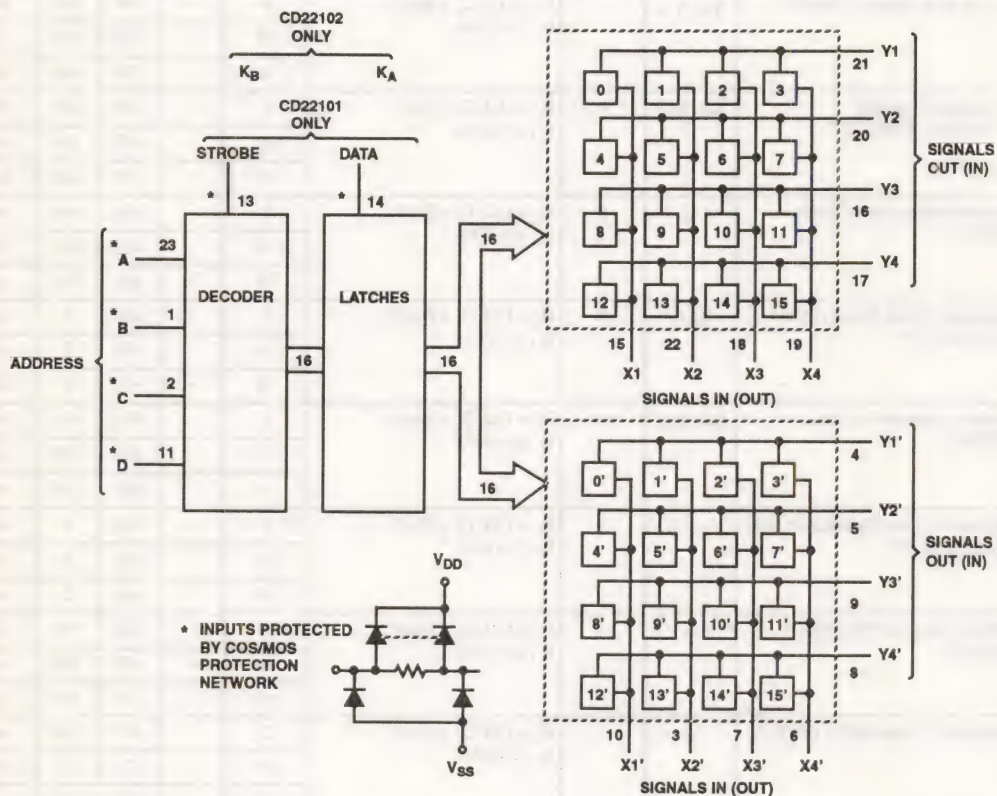 CD22102
ONLY
KB KA
CD22101
ONLY
STROBE DATA
* 13 * 14
ADDRESS
* A 23
* B 1
* C 2
* D 11
DECODER
16
LATCHES
16
16
16
0 1 2 3
4 5 6 7
8 9 10 11
12 13 14 15
Y1
21
Y2
20
Y3
16
Y4
17
SIGNALS
OUT (IN)
15 22 18 19
X1 X2 X3 X4
SIGNALS IN (OUT)
0' 1' 2' 3'
4' 5' 6' 7'
8' 9' 10' 11'
12' 13' 14' 15'
Y1'
4
Y2'
5
Y3'
9
Y4'
8
SIGNALS
OUT (IN)
10 3 7 6
X1' X2' X3' X4'
SIGNALS IN (OUT)
* INPUTS PROTECTED
BY COS/MOS
PROTECTION
NETWORK
VDD
VSS